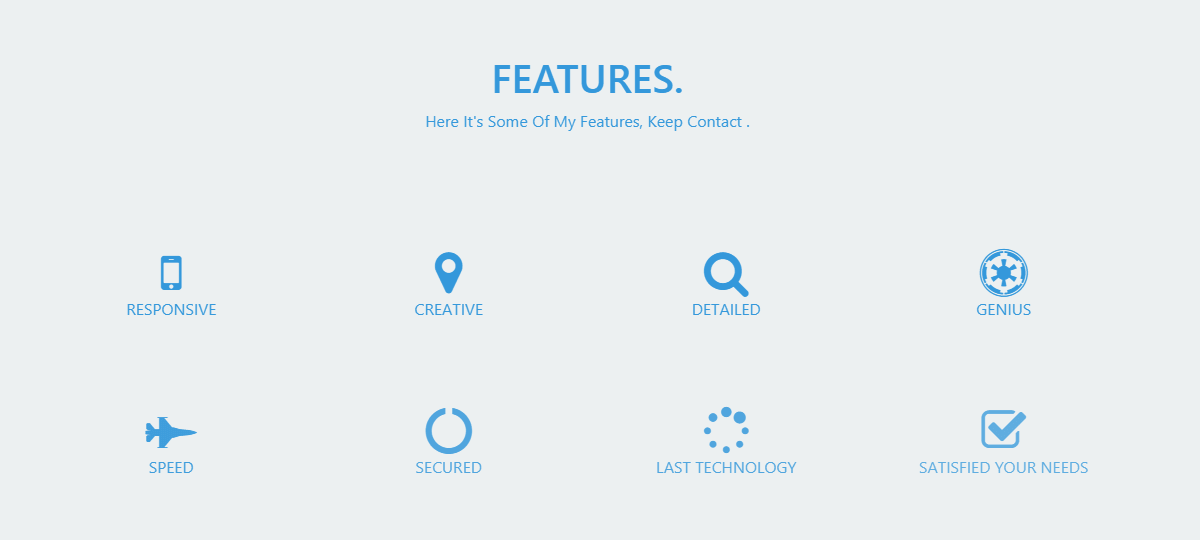 FEATURES.
Here It's Some Of My Features, Keep Contact .
RESPONSIVE
CREATIVE
DETAILED
GENIUS
SPEED
SECURED
LAST TECHNOLOGY
SATISFIED YOUR NEEDS